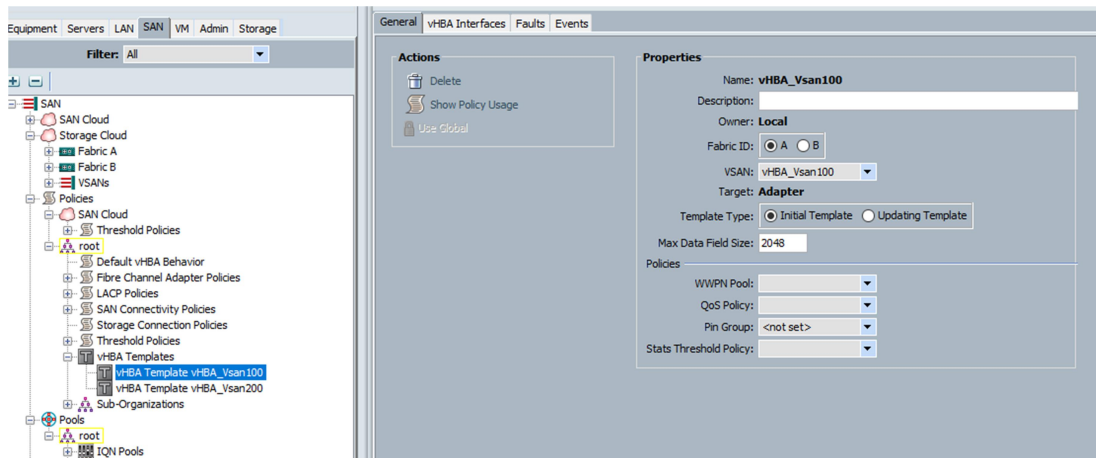 Equipment Servers LAN SAN VM Admin Storage
Filter: All
SAN
SAN Cloud
Storage Cloud
Fabric A
Fabric B
VSANs
Policies
SAN Cloud
Threshold Policies
root
Default vHBA Behavior
Fibre Channel Adapter Policies
LACP Policies
SAN Connectivity Policies
Storage Connection Policies
Threshold Policies
vHBA Templates
vHBA Template vHBA_Vsan100
vHBA Template vHBA_Vsan200
Sub-Organizations
Pools
root
IQN Pools
General vHBA Interfaces Faults Events
Actions
Delete
Show Policy Usage
Use Global
Properties
Name: vHBA_Vsan100
Description:
Owner: Local
Fabric ID: A B
VSAN: vHBA_Vsan100
Target: Adapter
Template Type: Initial Template Updating Template
Max Data Field Size: 2048
Policies
WWPN Pool:
QoS Policy:
Pin Group: <not set>
Stats Threshold Policy: